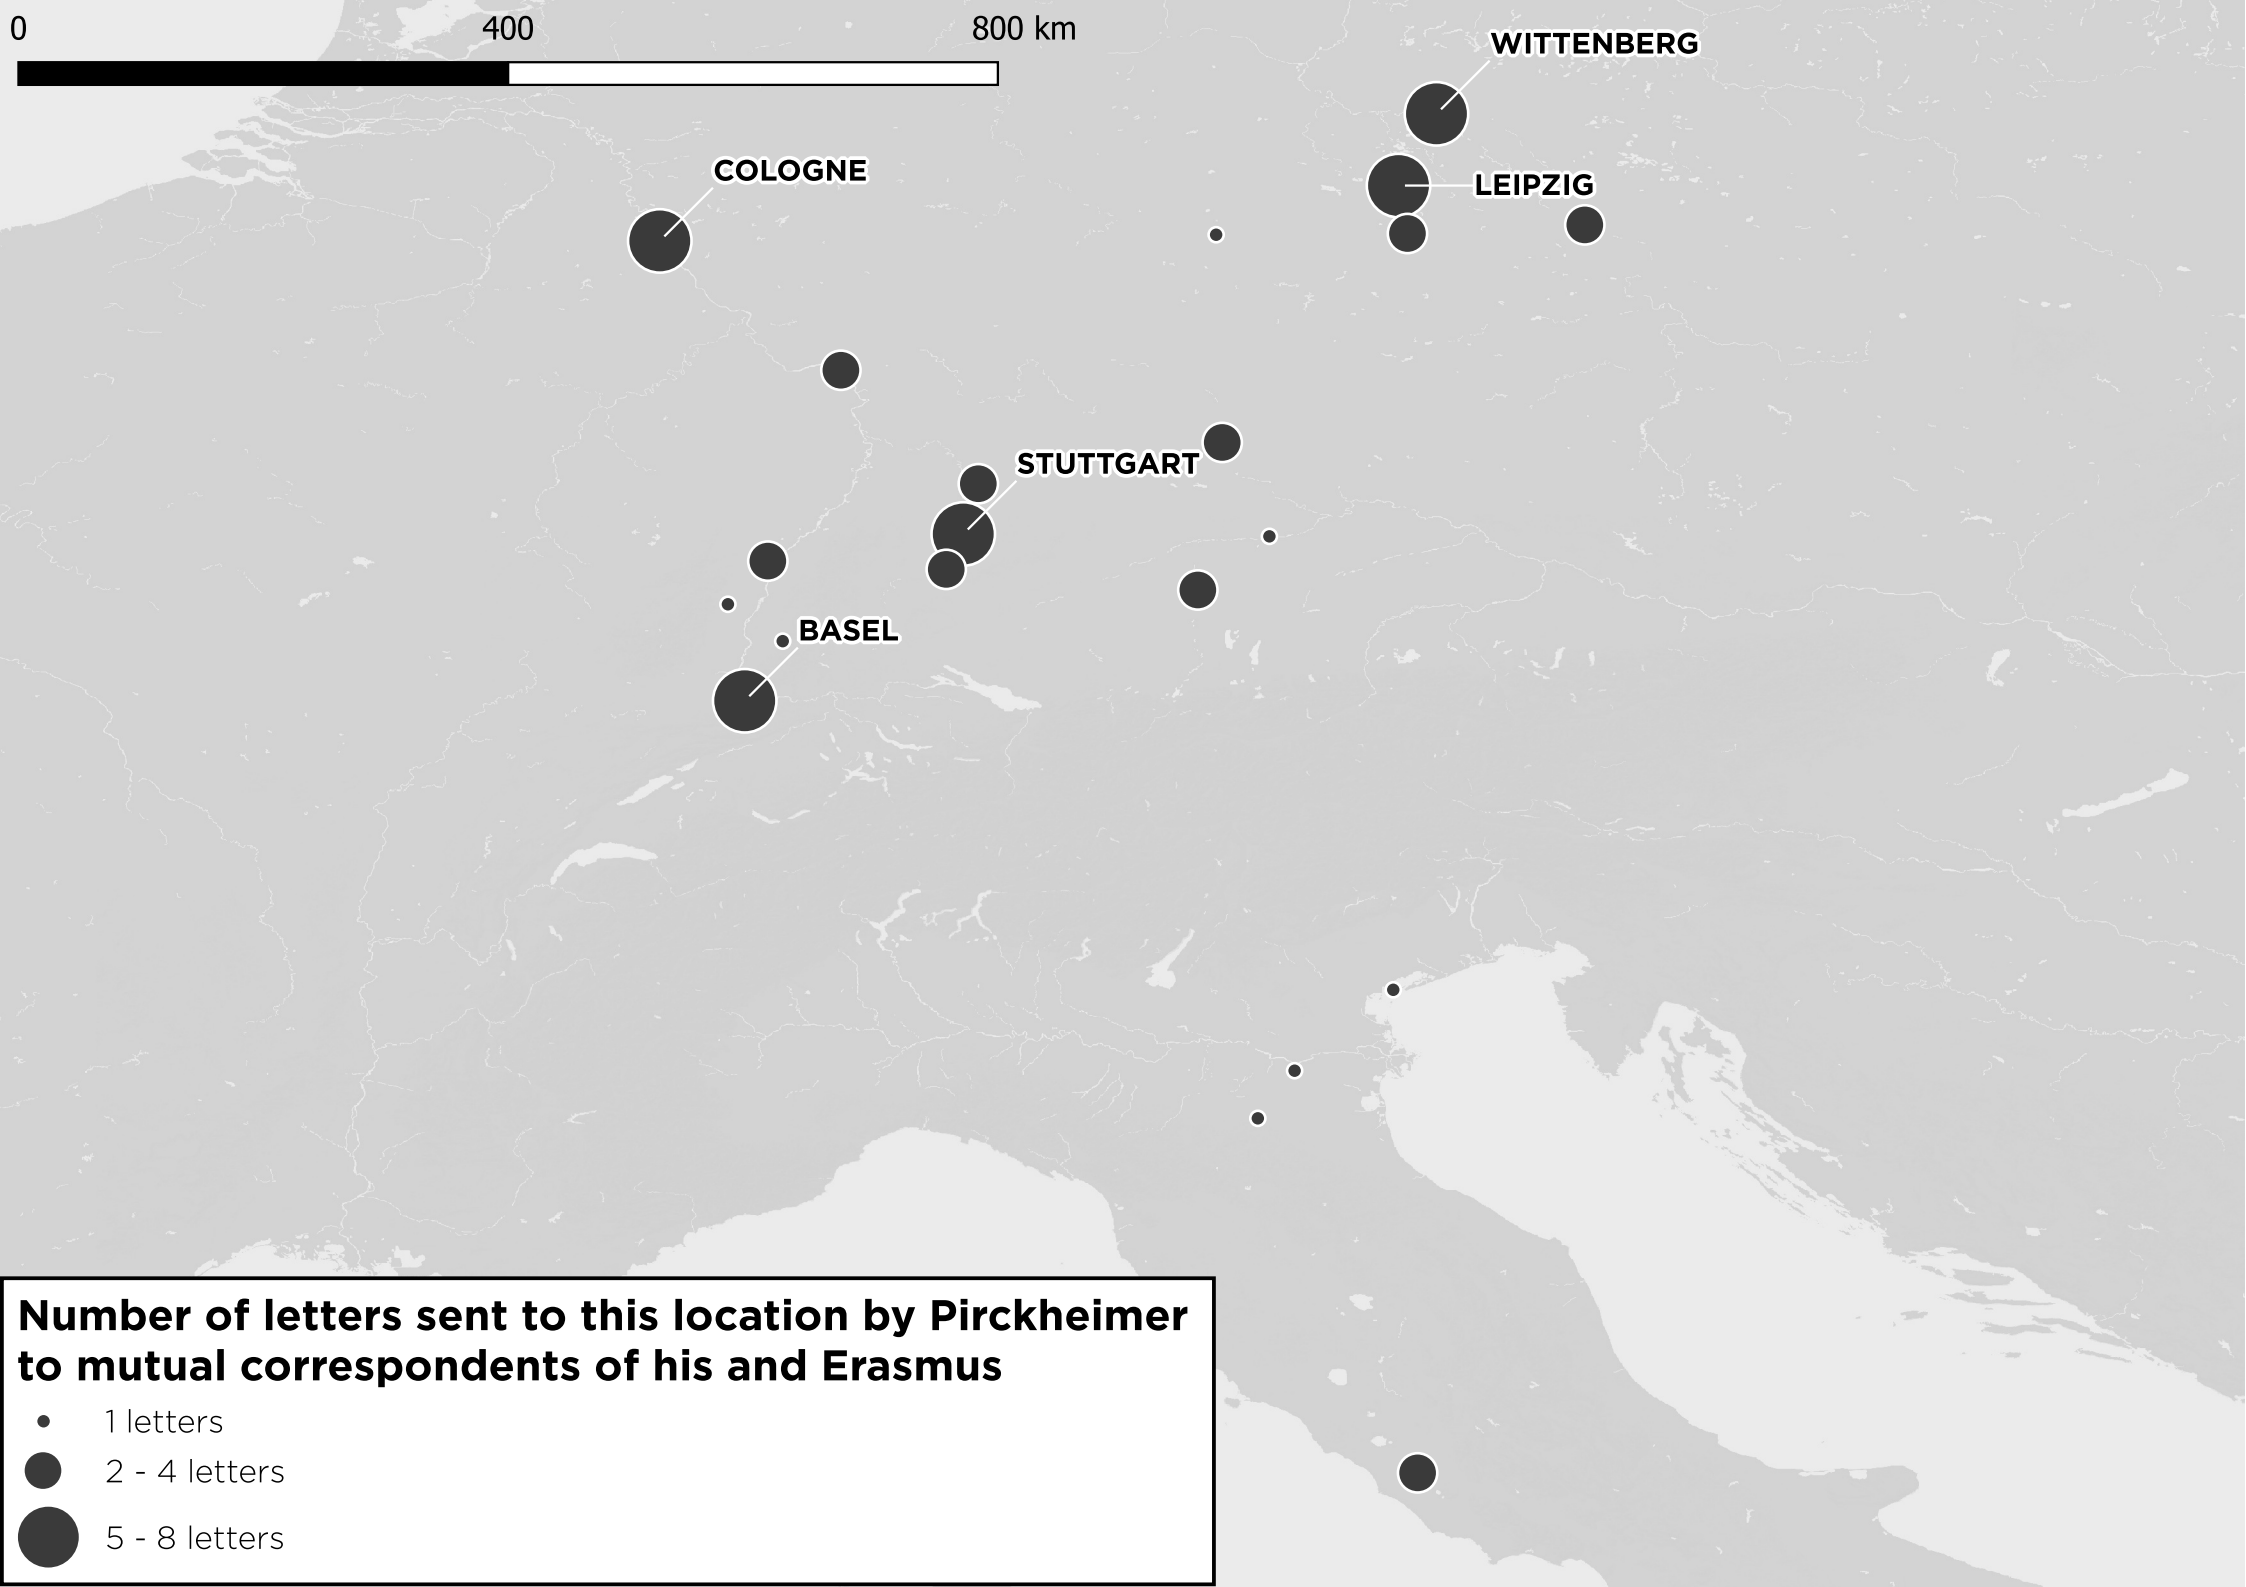 0 400 800 km
WITTENBERG
COLOGNE
LEIPZIG
STUTTGART
BASEL
Number of letters sent to this location by Pirckheimer
to mutual correspondents of his and Erasmus
1 letters
2 - 4 letters
5 - 8 letters